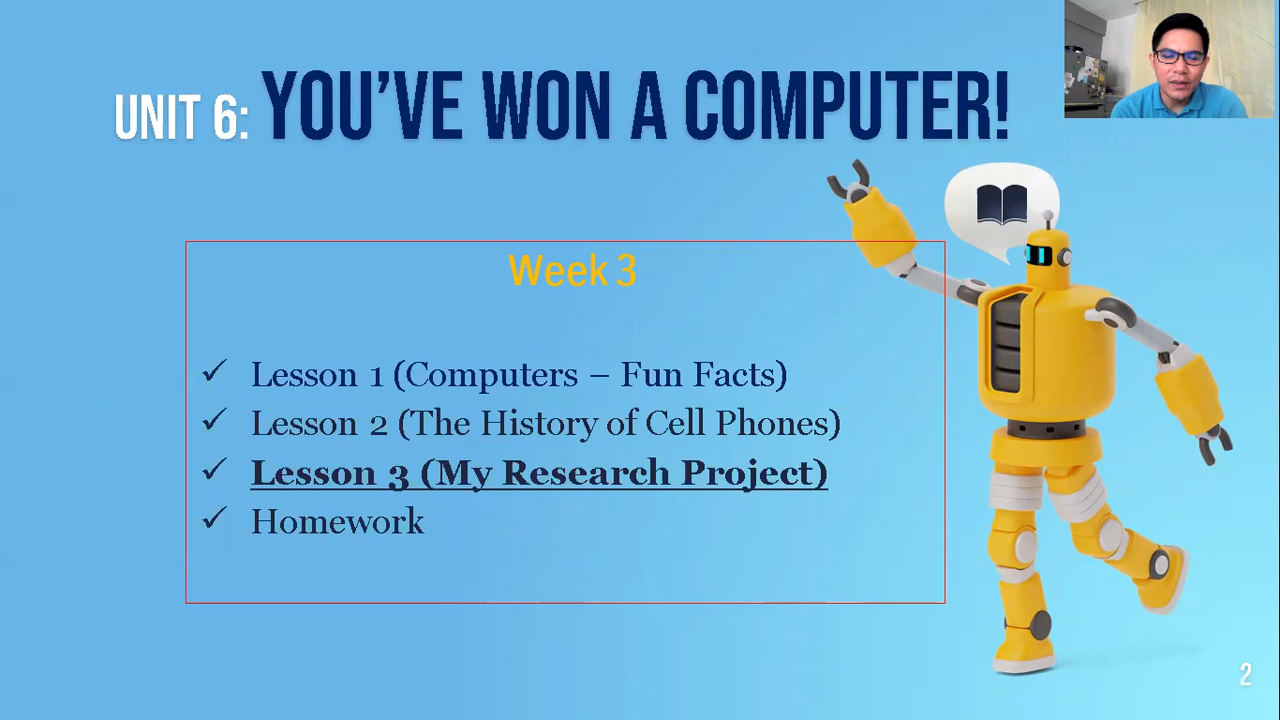 UNIT 6: YOU'VE WON A COMPUTER!
Week 3
✓ Lesson 1 (Computers – Fun Facts)
✓ Lesson 2 (The History of Cell Phones)
✓ Lesson 3 (My Research Project)
✓ Homework
2